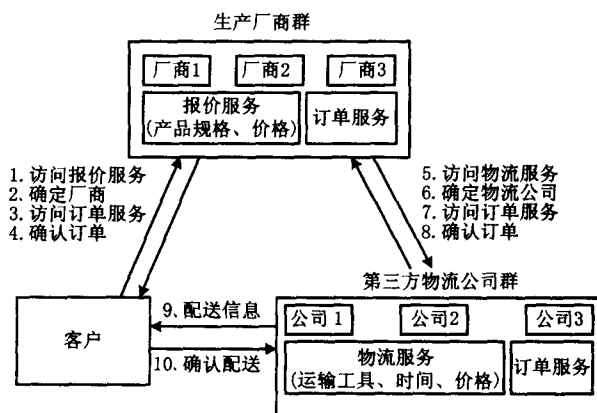 生产厂商群
厂商1 厂商2 厂商3
报价服务
(产品规格、价格)
订单服务
1.访问报价服务
2.确定厂商
3.访问订单服务
4.确认订单
5.访问物流服务
6.确定物流公司
7.访问订单服务
8.确认订单
第三方物流公司群
客户
9.配送信息
10.确认配送
公司1 公司2 公司3
物流服务
(运输工具、时间、价格)
订单服务